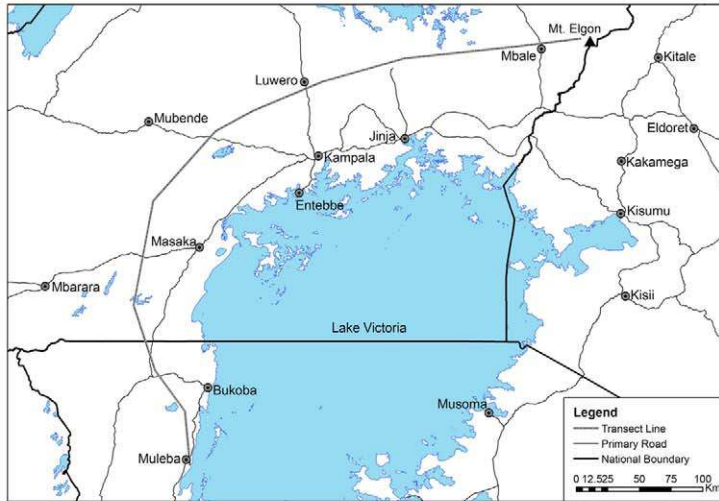 Mt. Elgon
Mbale
Kitale
Luwero
Mubende
Jinja
Eldoret
Kampala
Kakamega
Entebbe
Kisumu
Masaka
Mbarara
Kisii
Lake Victoria
Bukoba
Musoma
Muleba
Legend
Transect Line
Primary Road
National Boundary
0 12.525 50 75 100
Km